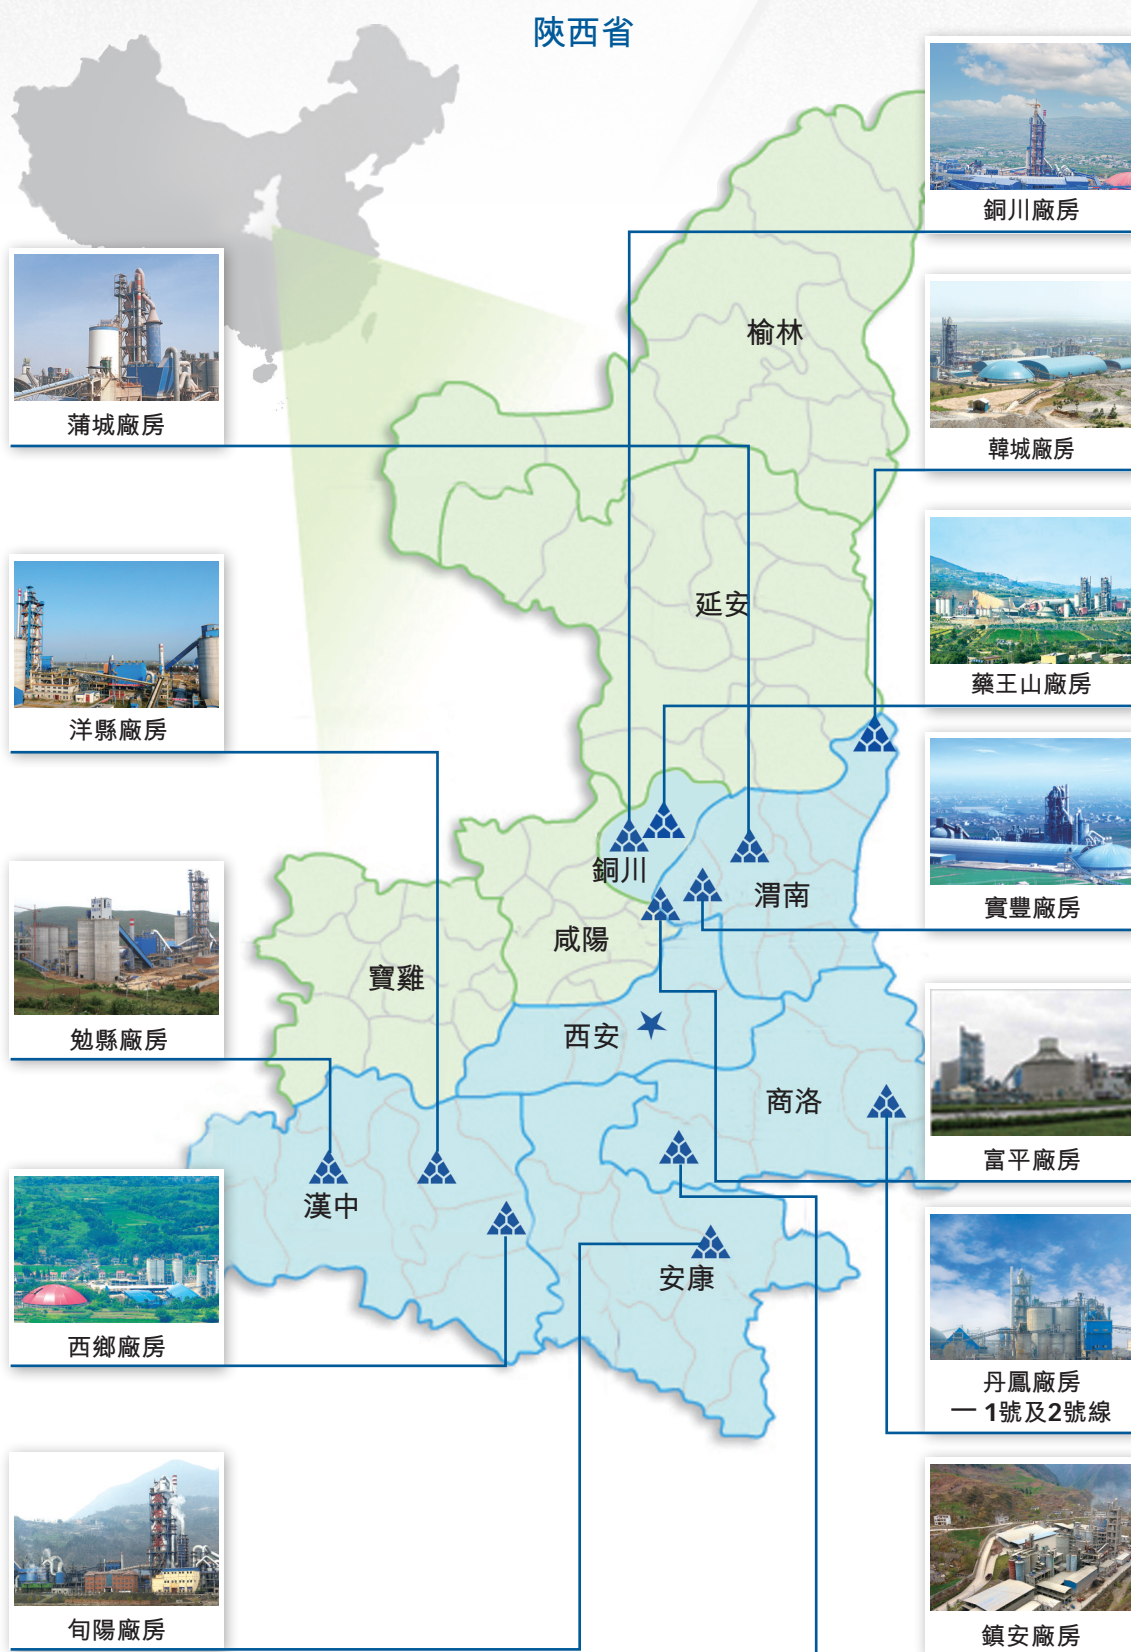 陝西省
銅川廠房
榆林
韓城廠房
蒲城廠房
延安
藥王山廠房
洋縣廠房
銅川
渭南
實豐廠房
咸陽
寶雞
西安
勉縣廠房
商洛
富平廠房
漢中
安康
西鄉廠房
丹鳳廠房
一 1號及2號線
旬陽廠房
鎮安廠房